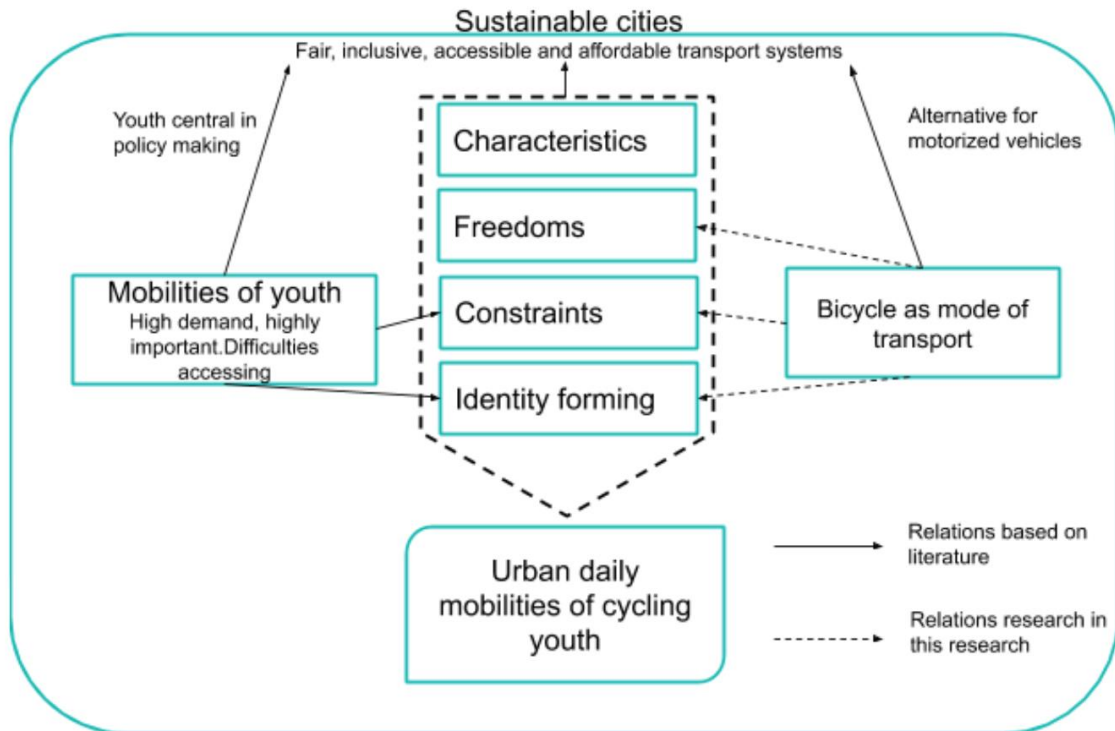 Sustainable cities
Fair, inclusive, accessible and affordable transport systems
Youth central in
policy making
Alternative for
motorized vehicles
Characteristics
Freedoms
Mobilities of youth
High demand, highly
important.Difficulties
accessing
Constraints
Bicycle as mode of
transport
Identity forming
Urban daily
mobilities of cycling
youth
Relations based on
literature
Relations research in
this research